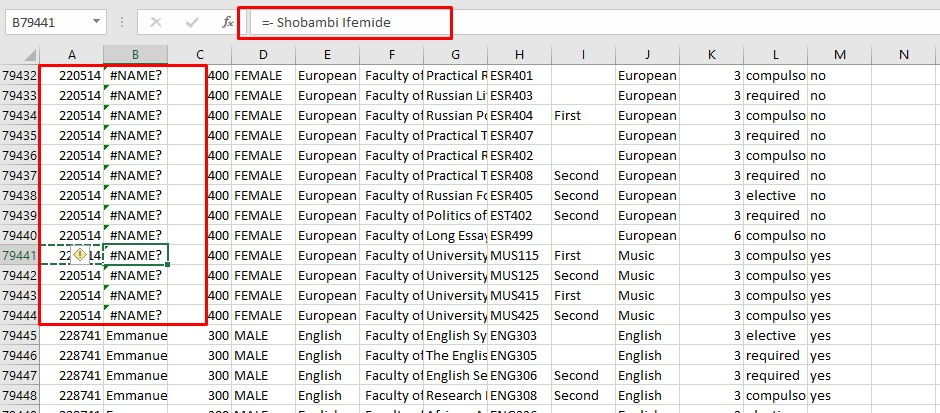 B79441 fx =- Shobambi Ifemide
A B C D E F G H I J K L M N
79432 220514 #NAME? 400 FEMALE European Faculty of Practical R ESR401 European 3 compulso no
79433 220514 #NAME? 400 FEMALE European Faculty of Russian Li ESR403 European 3 required no
79434 220514 #NAME? 400 FEMALE European Faculty of Russian Po ESR404 First European 3 compulso no
79435 220514 #NAME? 400 FEMALE European Faculty of Practical T ESR407 European 3 required no
79436 220514 #NAME? 400 FEMALE European Faculty of Practical T ESR402 European 3 compulso no
79437 220514 #NAME? 400 FEMALE European Faculty of Practical T ESR408 Second European 3 required no
79438 220514 #NAME? 400 FEMALE European Faculty of Russian Fo ESR405 Second European 3 elective no
79439 220514 #NAME? 400 FEMALE European Faculty of Politics of EST402 Second European 3 required no
79440 220514 #NAME? 400 FEMALE European Faculty of Long Essay ESR499 European 6 compulso no
79441 22 14 #NAME? 400 FEMALE European Faculty of University MUS115 First Music 3 compulso yes
79442 220514 #NAME? 400 FEMALE European Faculty of University MUS125 Second Music 3 compulso yes
79443 220514 #NAME? 400 FEMALE European Faculty of University MUS415 First Music 3 compulso yes
79444 220514 #NAME? 400 FEMALE European Faculty of University MUS425 Second Music 3 compulso yes
79445 228741 Emmanue 300 MALE English Faculty of English Sy ENG303 English 3 elective yes
79446 228741 Emmanue 300 MALE English Faculty of The Englis ENG305 English 3 required yes
79447 228741 Emmanue 300 MALE English Faculty of English Se ENG306 Second English 3 required yes
79448 228741 Emmanue 300 MALE English Faculty of Research ENG308 Second English 3 compulso yes